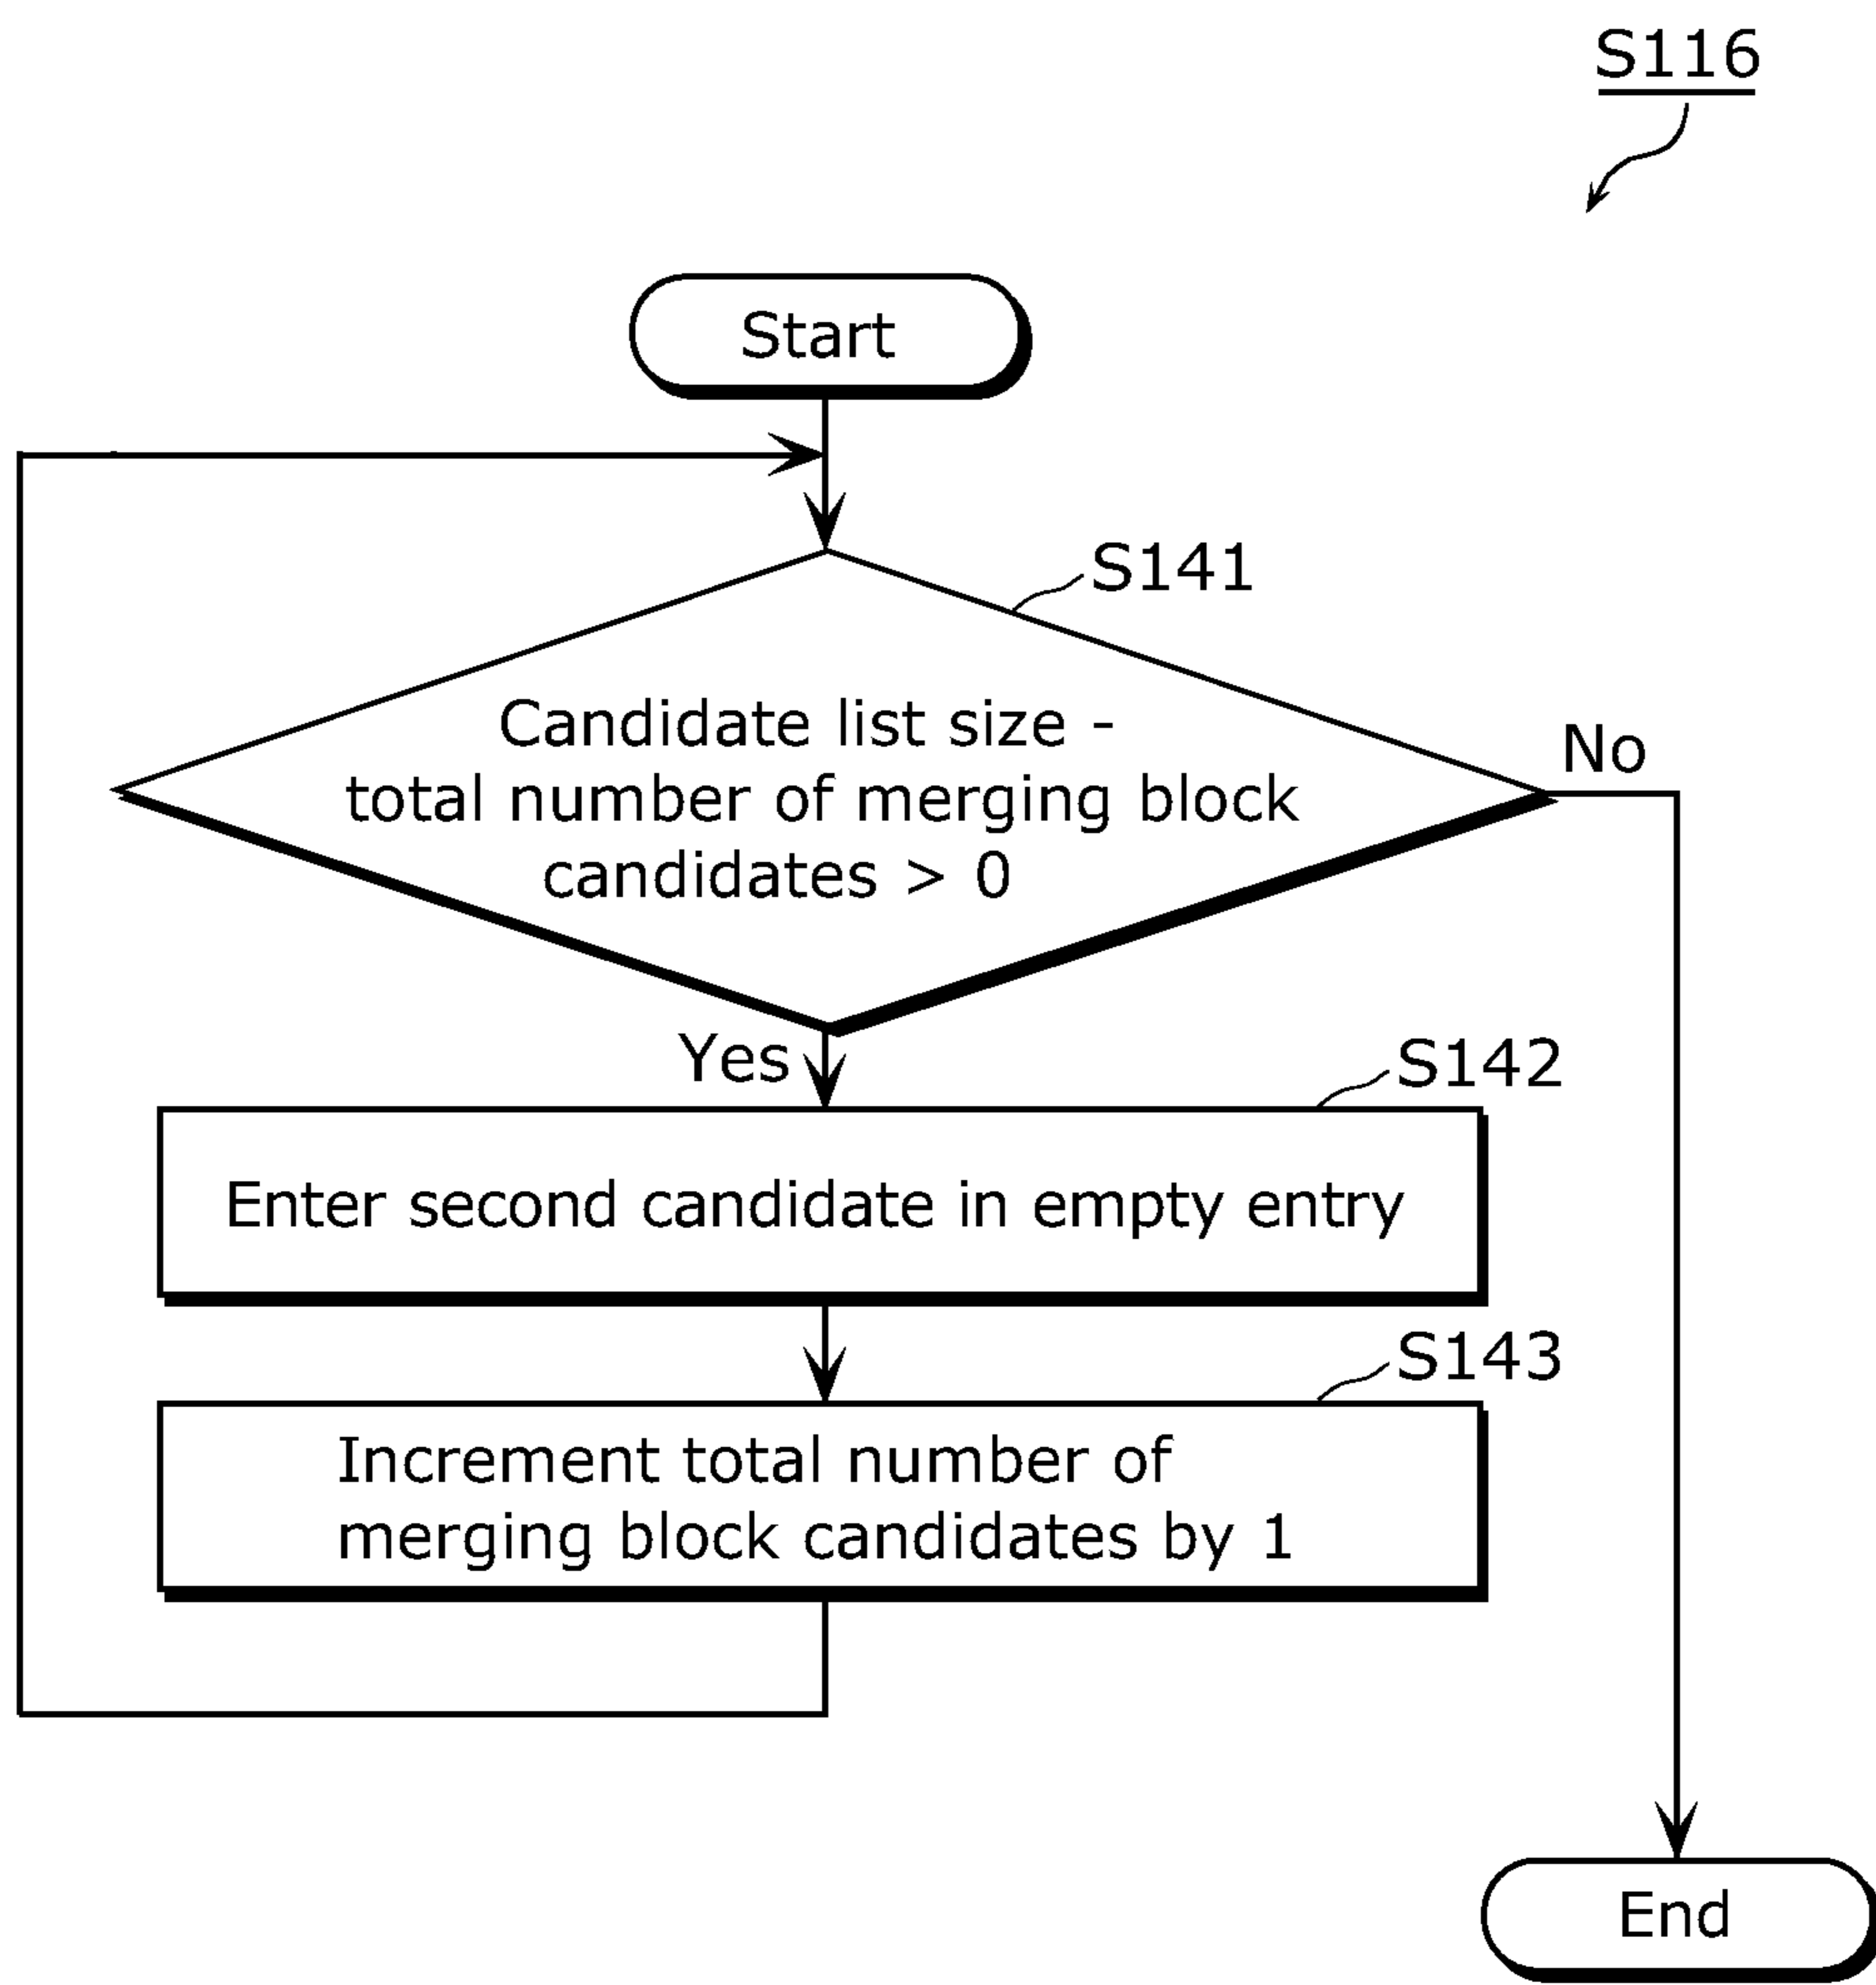 S116
Start
S141
Candidate list size -
total number of merging block
candidates > 0
No
Yes
S142
Enter second candidate in empty entry
S143
Increment total number of
merging block candidates by 1
End